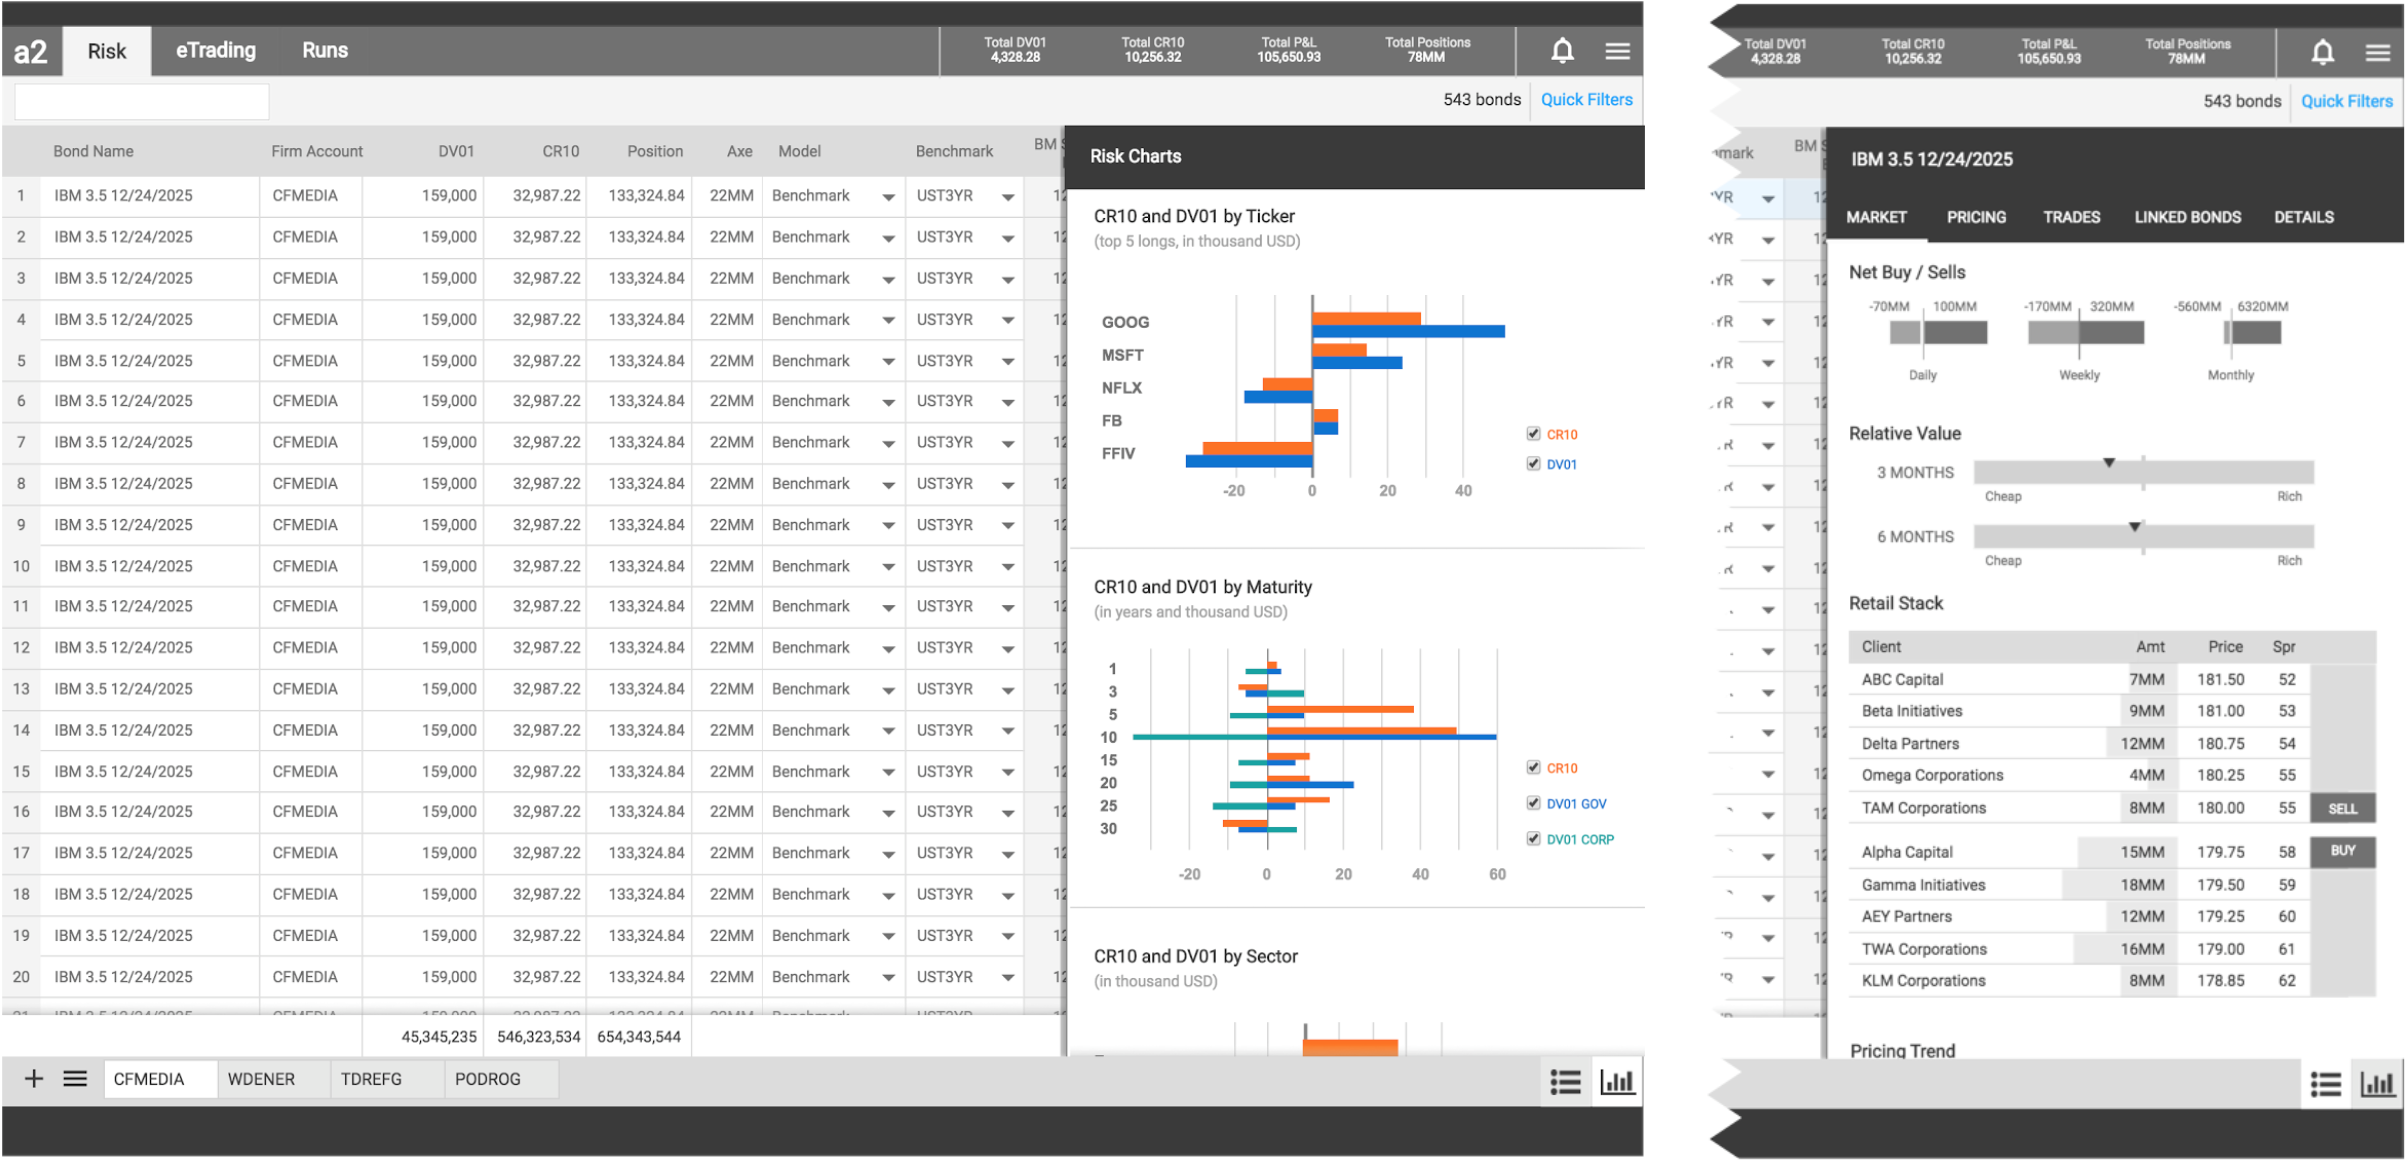 a2 Risk eTrading Runs
Total DV01 4,328.28
Total CR10 10,256.32
Total P&L 105,650.93
Total Positions 78MM
543 bonds Quick Filters
Bond Name Firm Account DV01 CR10 Position Axe Model Benchmark BM
1 IBM 3.5 12/24/2025 CFMEDIA 159,000 32,987.22 133,324.84 22MM Benchmark UST3YR 12
2 IBM 3.5 12/24/2025 CFMEDIA 159,000 32,987.22 133,324.84 22MM Benchmark UST3YR 12
3 IBM 3.5 12/24/2025 CFMEDIA 159,000 32,987.22 133,324.84 22MM Benchmark UST3YR 12
4 IBM 3.5 12/24/2025 CFMEDIA 159,000 32,987.22 133,324.84 22MM Benchmark UST3YR 12
5 IBM 3.5 12/24/2025 CFMEDIA 159,000 32,987.22 133,324.84 22MM Benchmark UST3YR 12
6 IBM 3.5 12/24/2025 CFMEDIA 159,000 32,987.22 133,324.84 22MM Benchmark UST3YR 12
7 IBM 3.5 12/24/2025 CFMEDIA 159,000 32,987.22 133,324.84 22MM Benchmark UST3YR 12
8 IBM 3.5 12/24/2025 CFMEDIA 159,000 32,987.22 133,324.84 22MM Benchmark UST3YR 12
9 IBM 3.5 12/24/2025 CFMEDIA 159,000 32,987.22 133,324.84 22MM Benchmark UST3YR 12
10 IBM 3.5 12/24/2025 CFMEDIA 159,000 32,987.22 133,324.84 22MM Benchmark UST3YR 12
11 IBM 3.5 12/24/2025 CFMEDIA 159,000 32,987.22 133,324.84 22MM Benchmark UST3YR 12
12 IBM 3.5 12/24/2025 CFMEDIA 159,000 32,987.22 133,324.84 22MM Benchmark UST3YR 12
13 IBM 3.5 12/24/2025 CFMEDIA 159,000 32,987.22 133,324.84 22MM Benchmark UST3YR 12
14 IBM 3.5 12/24/2025 CFMEDIA 159,000 32,987.22 133,324.84 22MM Benchmark UST3YR 12
15 IBM 3.5 12/24/2025 CFMEDIA 159,000 32,987.22 133,324.84 22MM Benchmark UST3YR 12
16 IBM 3.5 12/24/2025 CFMEDIA 159,000 32,987.22 133,324.84 22MM Benchmark UST3YR 12
17 IBM 3.5 12/24/2025 CFMEDIA 159,000 32,987.22 133,324.84 22MM Benchmark UST3YR 12
18 IBM 3.5 12/24/2025 CFMEDIA 159,000 32,987.22 133,324.84 22MM Benchmark UST3YR 12
19 IBM 3.5 12/24/2025 CFMEDIA 159,000 32,987.22 133,324.84 22MM Benchmark UST3YR 12
20 IBM 3.5 12/24/2025 CFMEDIA 159,000 32,987.22 133,324.84 22MM Benchmark UST3YR 12
45,345,235 546,323,534 654,343,544
CFMEDIA WDENER TDREFG PODROG
Risk Charts
CR10 and DV01 by Ticker
(top 5 longs, in thousand USD)
GOOG
MSFT
NFLX
FB
FFIV
-20 0 20 40
CR10
DV01
CR10 and DV01 by Maturity
(in years and thousand USD)
1
3
5
10
15
20
25
30
-20 0 20 40 60
CR10
DV01 GOV
DV01 CORP
CR10 and DV01 by Sector
(in thousand USD)
Total DV01 4,328.28
Total CR10 10,256.32
Total P&L 105,650.93
Total Positions 78MM
543 bonds Quick Filters
mark BM
IBM 3.5 12/24/2025
MARKET PRICING TRADES LINKED BONDS DETAILS
Net Buy / Sells
-70MM 100MM -170MM 320MM -560MM 6320MM
Daily Weekly Monthly
Relative Value
3 MONTHS
Cheap Rich
6 MONTHS
Cheap Rich
Retail Stack
Client Amt Price Spr
ABC Capital 7MM 181.50 52
Beta Initiatives 9MM 181.00 53
Delta Partners 12MM 180.75 54
Omega Corporations 4MM 180.25 55
TAM Corporations 8MM 180.00 55 SELL
Alpha Capital 15MM 179.75 58 BUY
Gamma Initiatives 18MM 179.50 59
AEY Partners 12MM 179.25 60
TWA Corporations 16MM 179.00 61
KLM Corporations 8MM 178.85 62
Pricing Trend